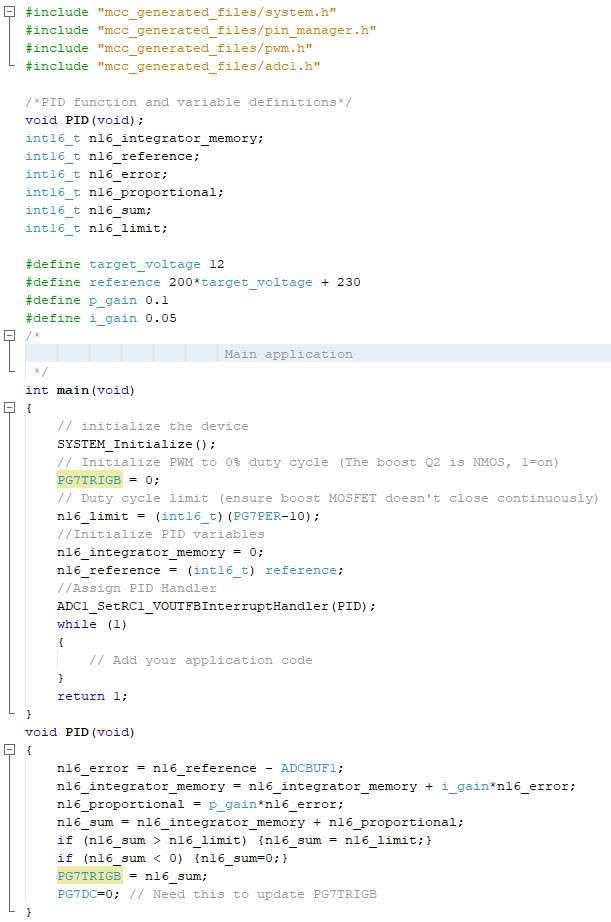 #include "mcc_generated_files/system.h"
#include "mcc_generated_files/pin_manager.h"
#include "mcc_generated_files/pwm.h"
#include "mcc_generated_files/adc1.h"
/*PID function and variable definitions*/
void PID(void);
int16_t n16_integrator_memory;
int16_t n16_reference;
int16_t n16_error;
int16_t n16_proportional;
int16_t n16_sum;
int16_t n16_limit;
#define target_voltage 12
#define reference 200*target_voltage + 230
#define p_gain 0.1
#define i_gain 0.05
/*
Main application
*/
int main(void)
{
// initialize the device
SYSTEM_Initialize();
// Initialize PWM to 0% duty cycle (The boost Q2 is NMOS, 1=on)
PG7TRIGB = 0;
// Duty cycle limit (ensure boost MOSFET doesn't close continuously)
n16_limit = (int16_t)(PG7PER-10);
//Initialize PID variables
n16_integrator_memory = 0;
n16_reference = (int16_t) reference;
//Assign PID Handler
ADC1_SetRC1_VOUTFBInterruptHandler(PID);
while (1)
{
// Add your application code
}
return 1;
}
void PID(void)
{
n16_error = n16_reference - ADCBUF1;
n16_integrator_memory = n16_integrator_memory + i_gain*n16_error;
n16_proportional = p_gain*n16_error;
n16_sum = n16_integrator_memory + n16_proportional;
if (n16_sum > n16_limit) {n16_sum = n16_limit;}
if (n16_sum < 0) {n16_sum=0;}
PG7TRIGB = n16_sum;
PG7DC=0; // Need this to update PG7TRIGB
}